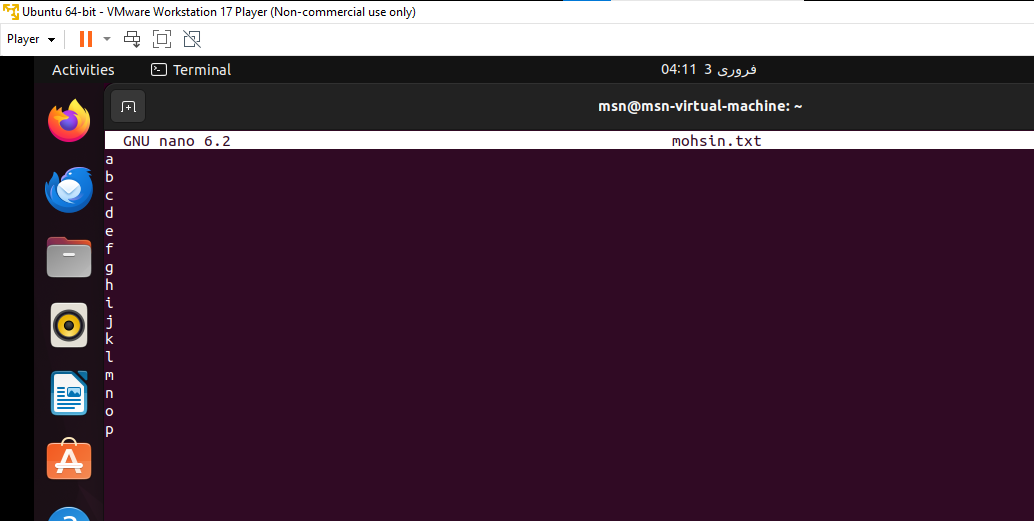 Ubuntu 64-bit - VMware Workstation 17 Player (Non-commercial use only)
Player
Activities
Terminal
04:11 3 فروری
msn@msn-virtual-machine: ~
GNU nano 6.2
mohsin.txt
a
b
c
d
e
f
g
h
i
j
k
l
m
n
o
p